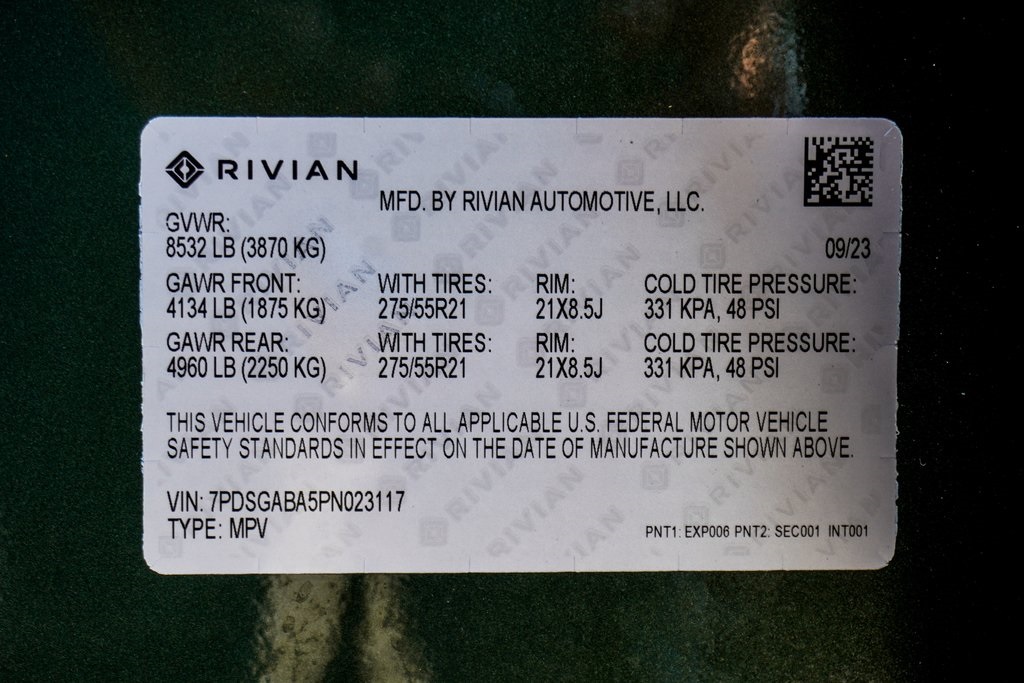 RIVIAN
MFD. BY RIVIAN AUTOMOTIVE, LLC.
GVWR:
8532 LB (3870 KG) 09/23
GAWR FRONT: WITH TIRES: RIM: COLD TIRE PRESSURE:
4134 LB (1875 KG) 275/55R21 21X8.5J 331 KPA, 48 PSI
GAWR REAR: WITH TIRES: RIM: COLD TIRE PRESSURE:
4960 LB (2250 KG) 275/55R21 21X8.5J 331 KPA, 48 PSI
THIS VEHICLE CONFORMS TO ALL APPLICABLE U.S. FEDERAL MOTOR VEHICLE
SAFETY STANDARDS IN EFFECT ON THE DATE OF MANUFACTURE SHOWN ABOVE.
VIN: 7PDSGABA5PN023117
TYPE: MPV
PNT1: EXP006 PNT2: SEC001 INT001